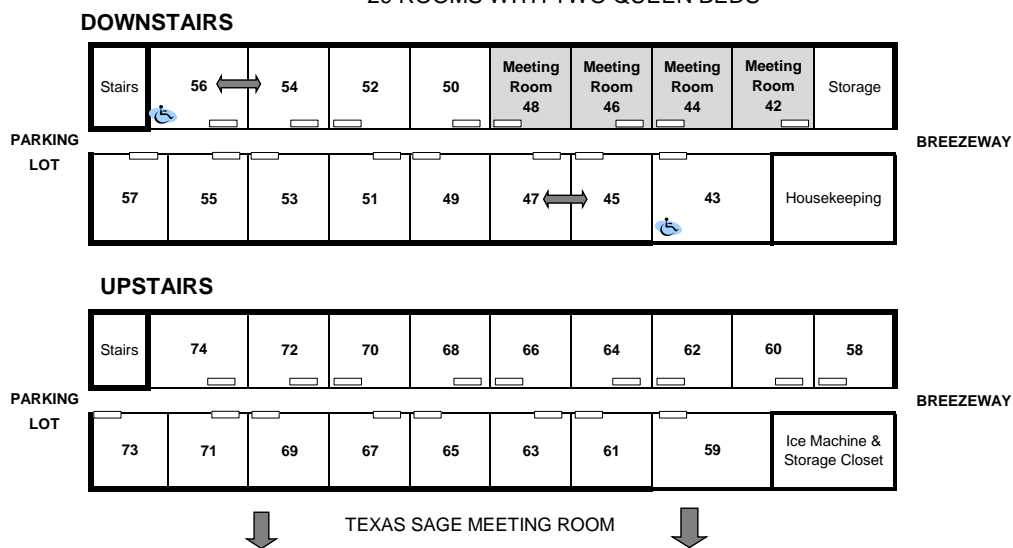 DOWNSTAIRS
Stairs
56
54
52
50
Meeting
Room
48
Meeting
Room
46
Meeting
Room
44
Meeting
Room
42
Storage
PARKING
LOT
BREEZEWAY
57
55
53
51
49
47
45
43
Housekeeping
UPSTAIRS
Stairs
74
72
70
68
66
64
62
60
58
PARKING
LOT
BREEZEWAY
73
71
69
67
65
63
61
59
Ice Machine &
Storage Closet
TEXAS SAGE MEETING ROOM